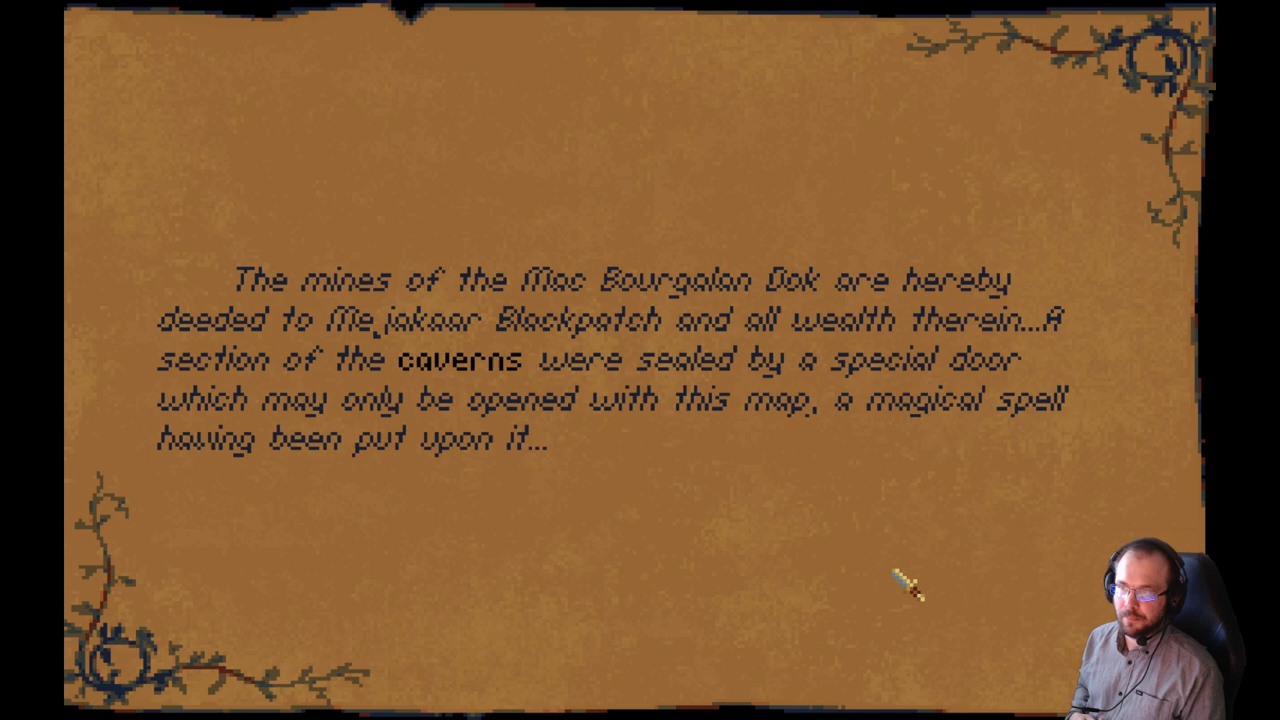 The mines of the Mac Bourgalan Dok are hereby
deeded to Mejakaar Blackpatch and all wealth therein...A
section of the caverns were sealed by a special door
which may only be opened with this map, a magical spell
having been put upon it...